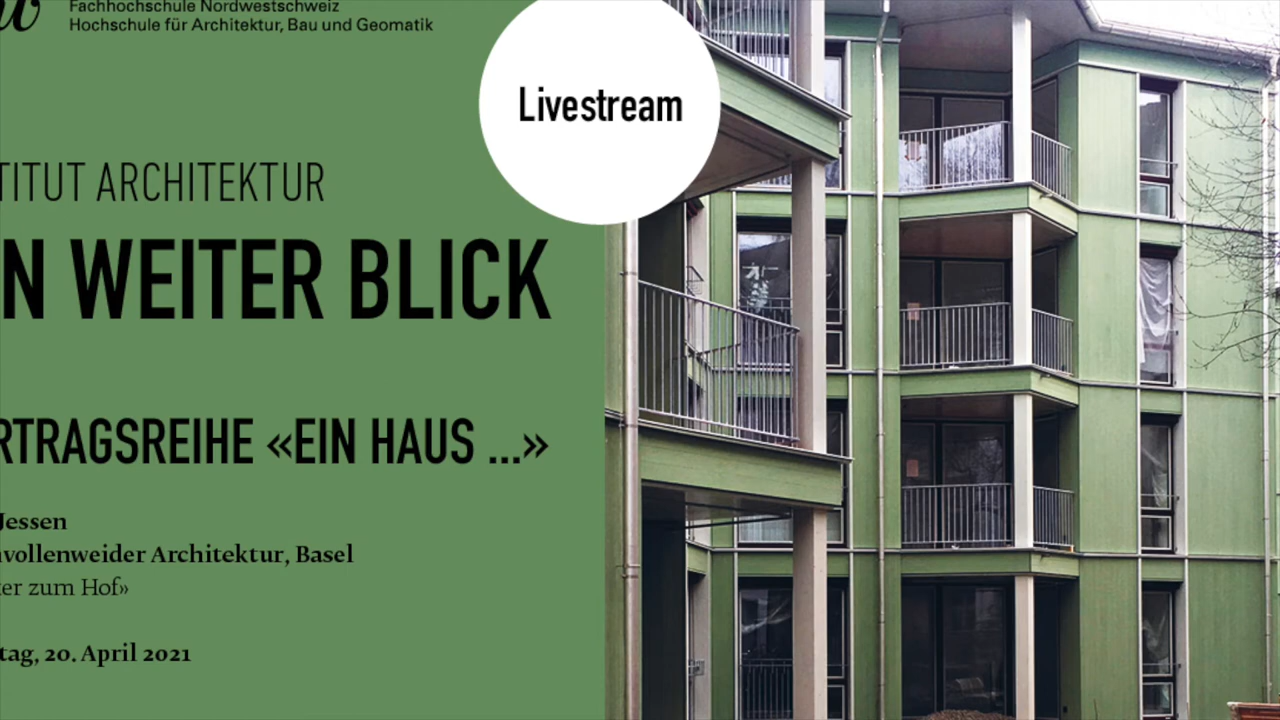 Fachhochschule Nordwestschweiz
Hochschule für Architektur, Bau und Geomatik
Livestream
TITUT ARCHITEKTUR
N WEITER BLICK
RTRAGSREIHE «EIN HAUS ...»
Jessen
vollenweider Architektur, Basel
er zum Hof»
tag, 20. April 2021